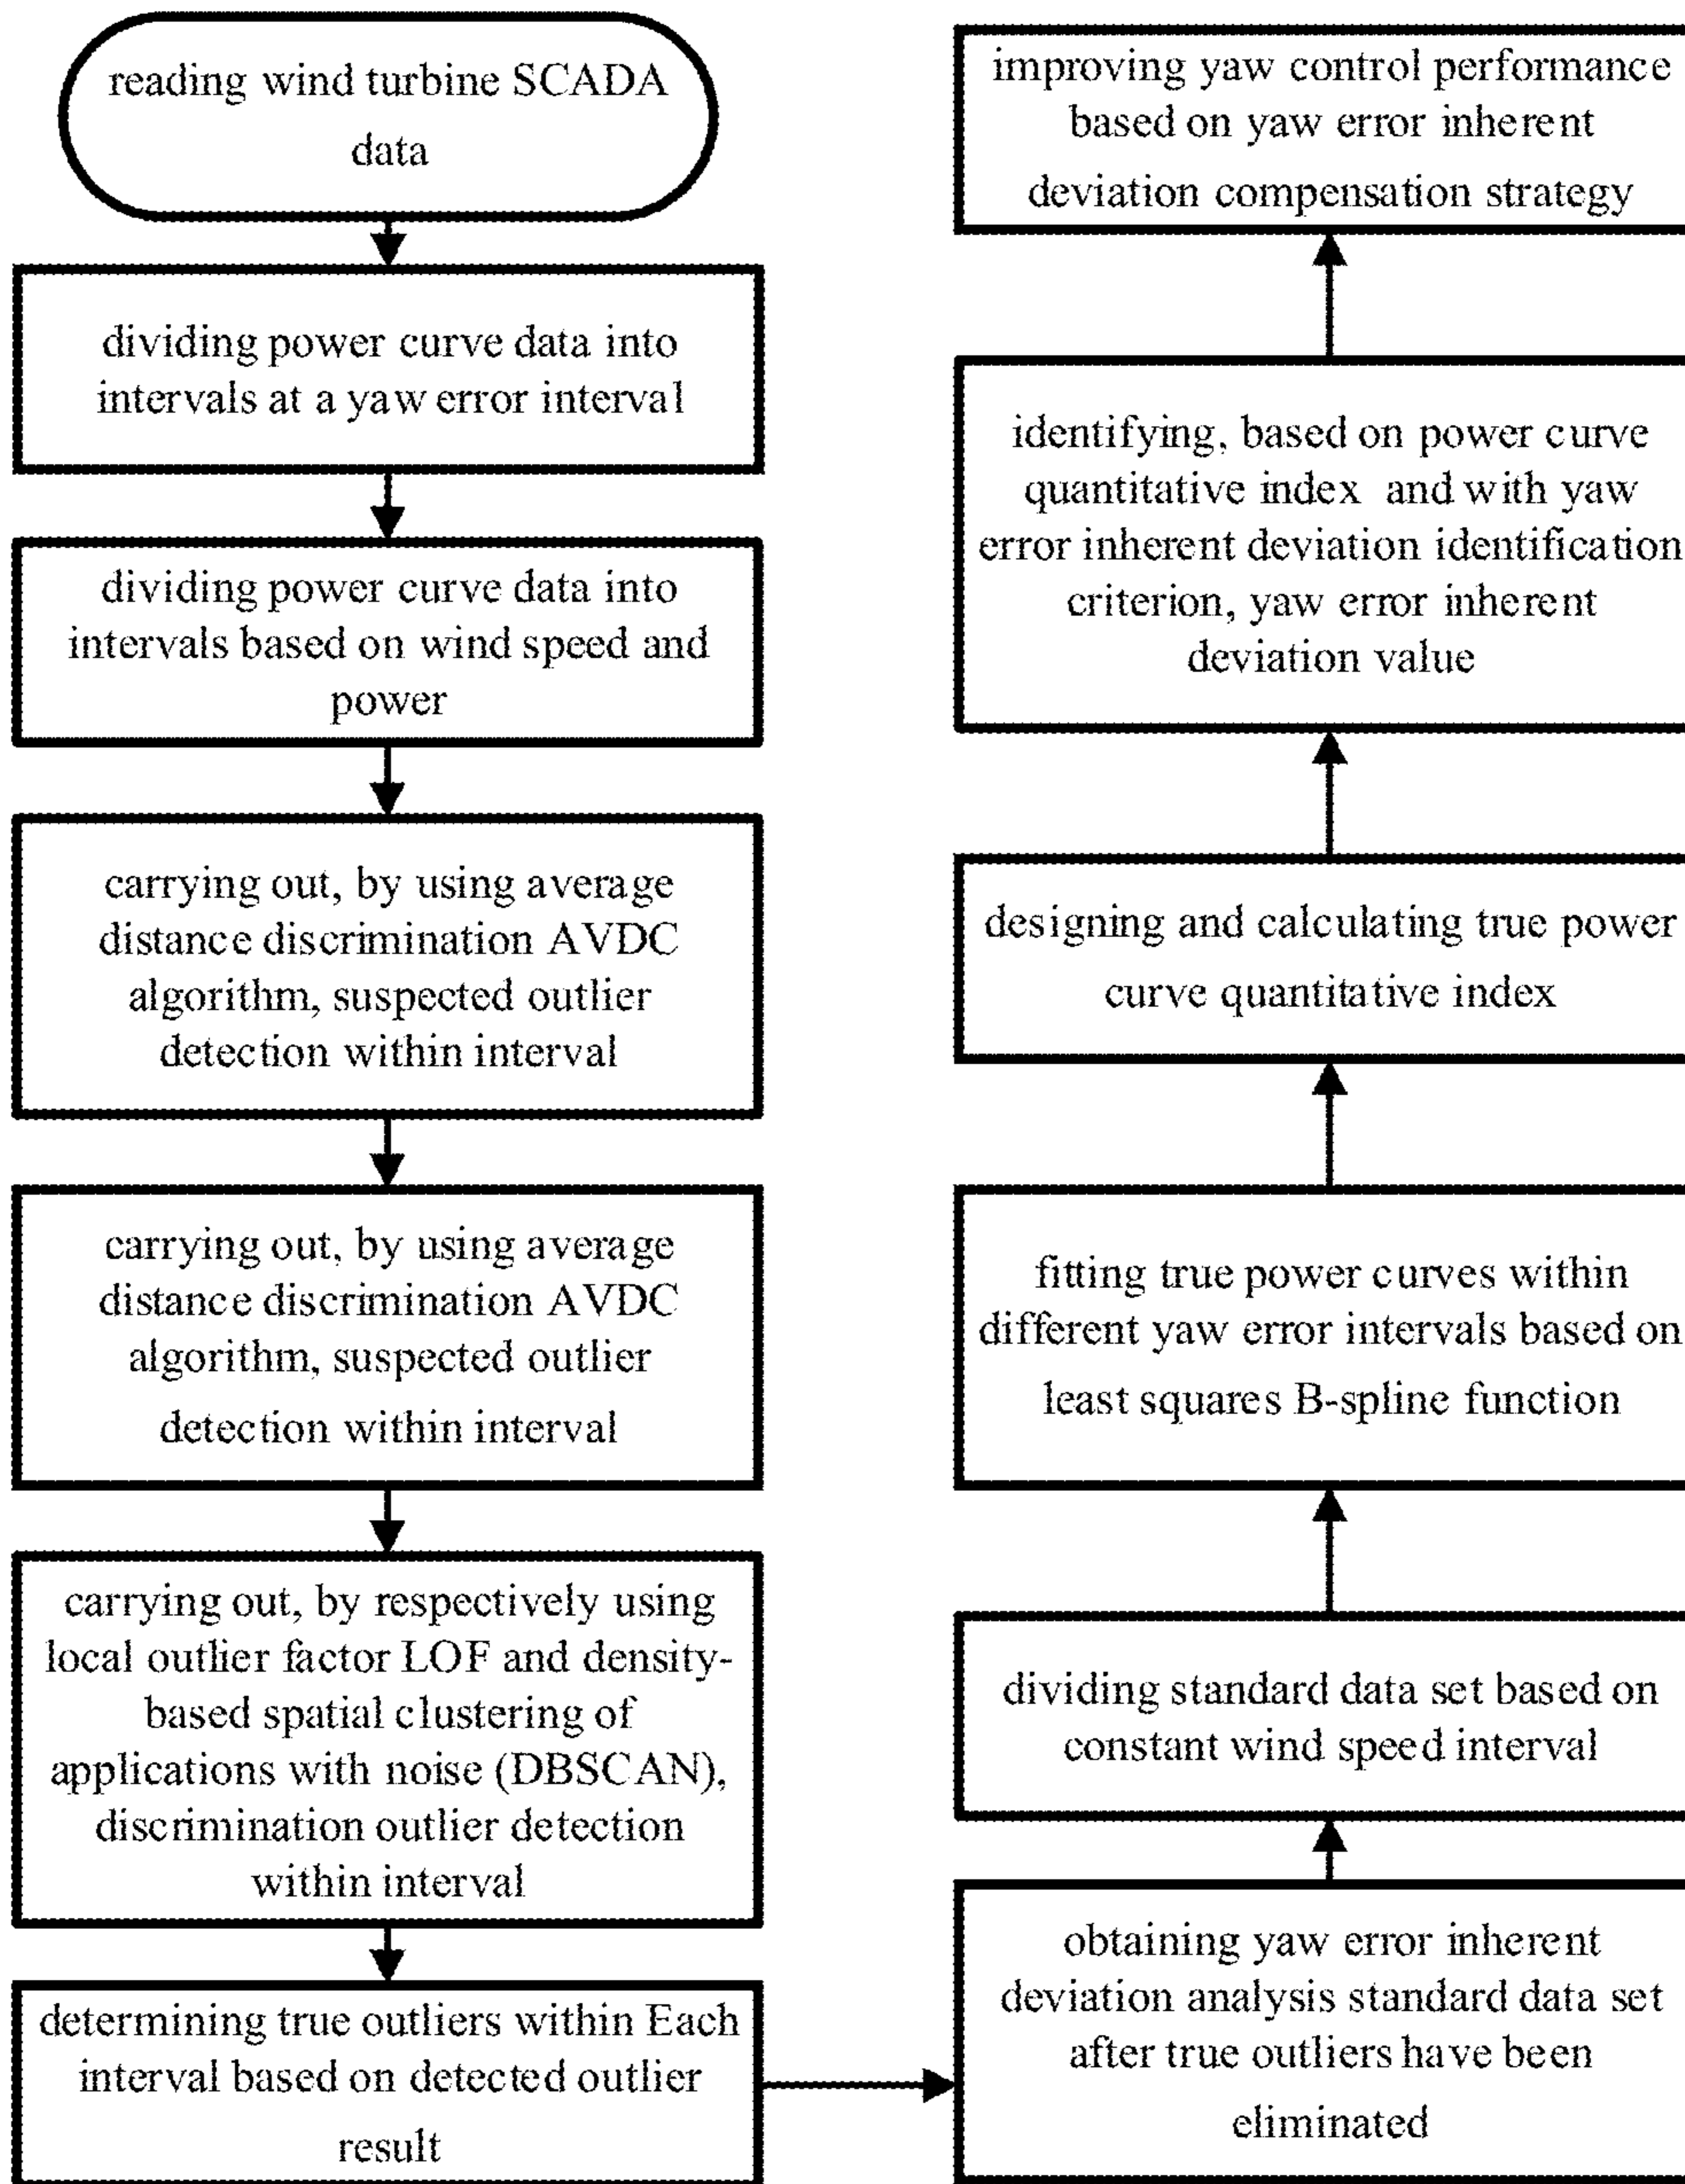 reading wind turbine SCADA
data
dividing power curve data into
intervals at a yaw error interval
dividing power curve data into
intervals based on wind speed and
power
carrying out, by using average
distance discrimination AVDC
algorithm, suspected outlier
detection within interval
carrying out, by using average
distance discrimination AVDC
algorithm, suspected outlier
detection within interval
carrying out, by respectively using
local outlier factor LOF and density-
based spatial clustering of
applications with noise (DBSCAN),
discrimination outlier detection
within interval
determining true outliers within Each
interval based on detected outlier
result
obtaining yaw error inherent
deviation analysis standard data set
after true outliers have been
eliminated
dividing standard data set based on
constant wind speed interval
fitting true power curves within
different yaw error intervals based on
least squares B-spline function
designing and calculating true power
curve quantitative index
identifying, based on power curve
quantitative index and with yaw
error inherent deviation identification
criterion, yaw error inherent
deviation value
improving yaw control performance
based on yaw error inherent
deviation compensation strategy